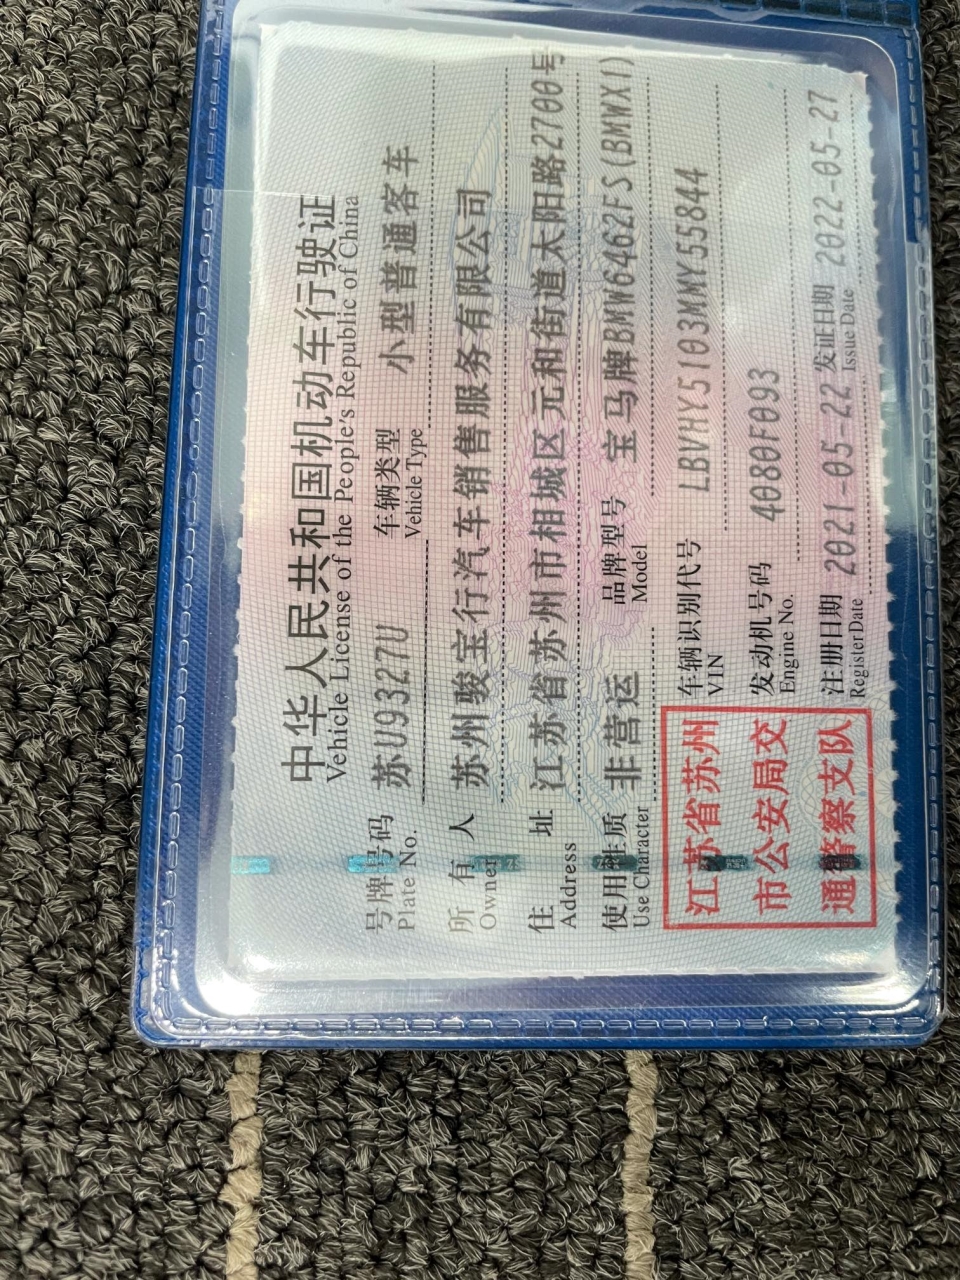 中华人民共和国机动车行驶证
Vehicle License of the People's Republic of China
号牌号码 苏U9327U 车辆类型 小型普通客车
Plate No. Vehicle Type
所有人 苏州骏宝行汽车销售服务有限公司
Owner
住址 江苏省苏州市相城区元和街道太阳路2700号
Address
使用性质 非营运 品牌型号 宝马牌BMW6462FS(BMWX1)
Use Character Model
江苏省苏州
市公安局交
通警察支队
车辆识别代号 LBVHY5103MMY55844
VIN
发动机号码 4080F093
Engine No.
注册日期 2021-05-22 发证日期 2022-05-27
Register Date Issue Date